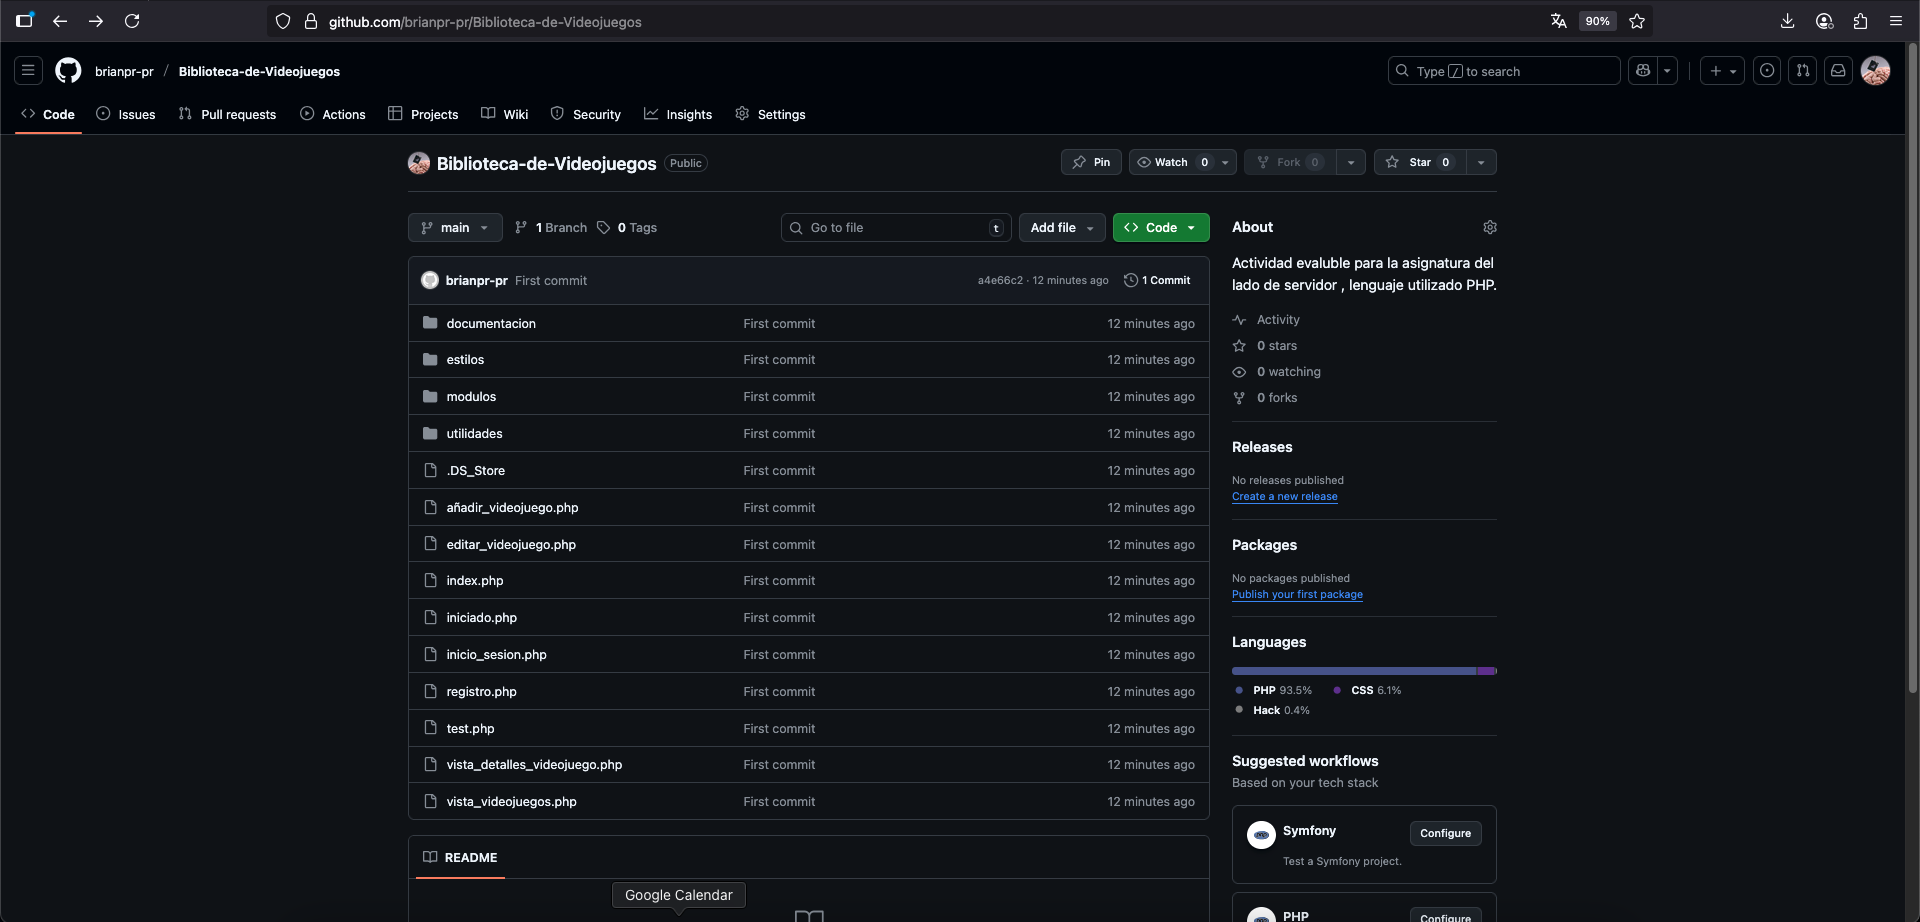 github.com/brianpr-pr/Biblioteca-de-Videojuegos
90%
brianpr-pr / Biblioteca-de-Videojuegos
Type / to search
Code
Issues
Pull requests
Actions
Projects
Wiki
Security
Insights
Settings
Biblioteca-de-Videojuegos Public
Pin
Watch 0
Fork 0
Star 0
main
1 Branch
0 Tags
Go to file t
Add file
Code
brianpr-pr First commit a4e66c2 · 12 minutes ago 1 Commit
documentacion First commit 12 minutes ago
estilos First commit 12 minutes ago
modulos First commit 12 minutes ago
utilidades First commit 12 minutes ago
.DS_Store First commit 12 minutes ago
añadir_videojuego.php First commit 12 minutes ago
editar_videojuego.php First commit 12 minutes ago
index.php First commit 12 minutes ago
iniciado.php First commit 12 minutes ago
inicio_sesion.php First commit 12 minutes ago
registro.php First commit 12 minutes ago
test.php First commit 12 minutes ago
vista_detalles_videojuego.php First commit 12 minutes ago
vista_videojuegos.php First commit 12 minutes ago
README
Google Calendar
About
Actividad evaluble para la asignatura del
lado de servidor , lenguaje utilizado PHP.
Activity
0 stars
0 watching
0 forks
Releases
No releases published
Create a new release
Packages
No packages published
Publish your first package
Languages
PHP 93.5% CSS 6.1%
Hack 0.4%
Suggested workflows
Based on your tech stack
Symfony Configure
Test a Symfony project.
PHP Configure